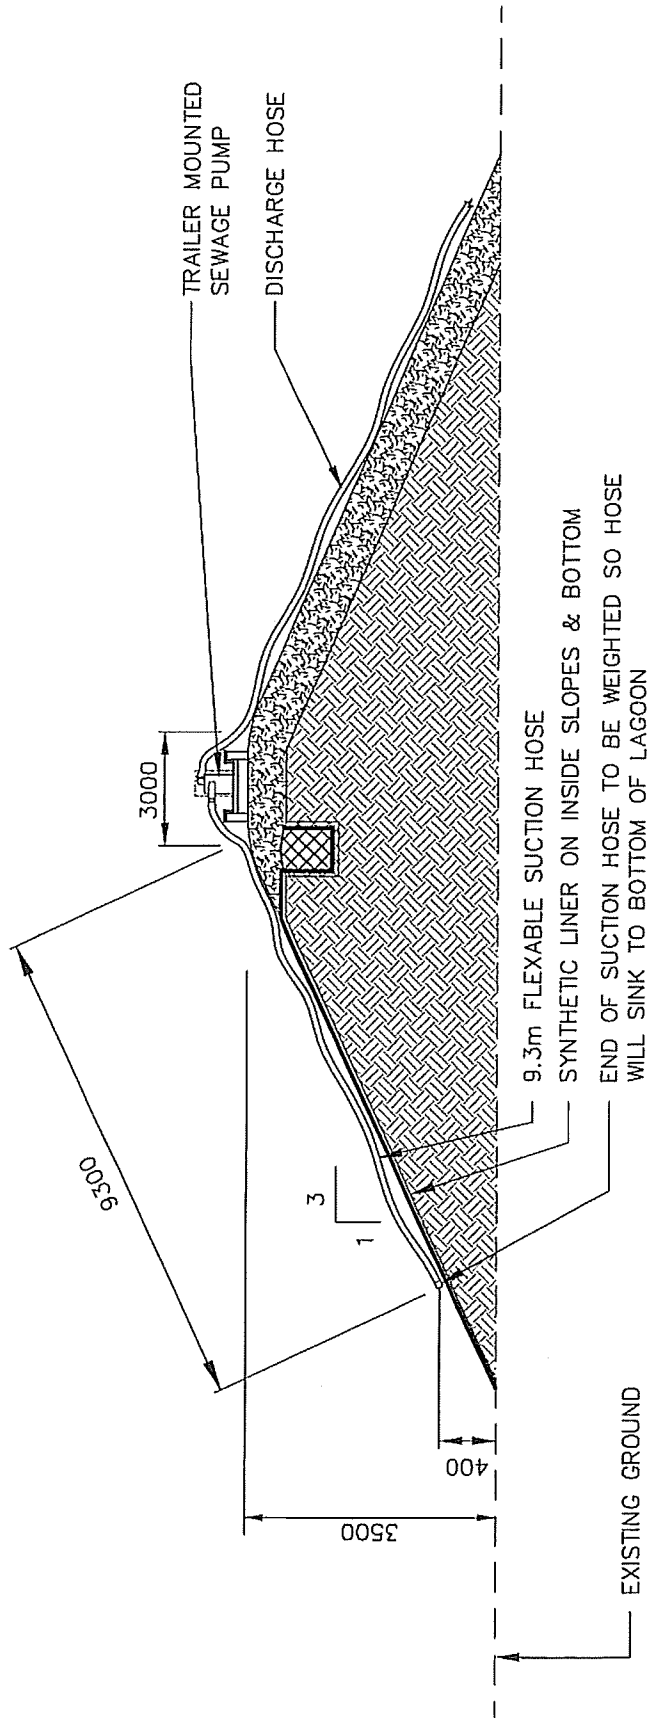 TRAILER MOUNTED
SEWAGE PUMP
DISCHARGE HOSE
3000
9300
3
1
3500
400
9.3m FLEXABLE SUCTION HOSE
SYNTHETIC LINER ON INSIDE SLOPES & BOTTOM
END OF SUCTION HOSE TO BE WEIGHTED SO HOSE
WILL SINK TO BOTTOM OF LAGOON
EXISTING GROUND